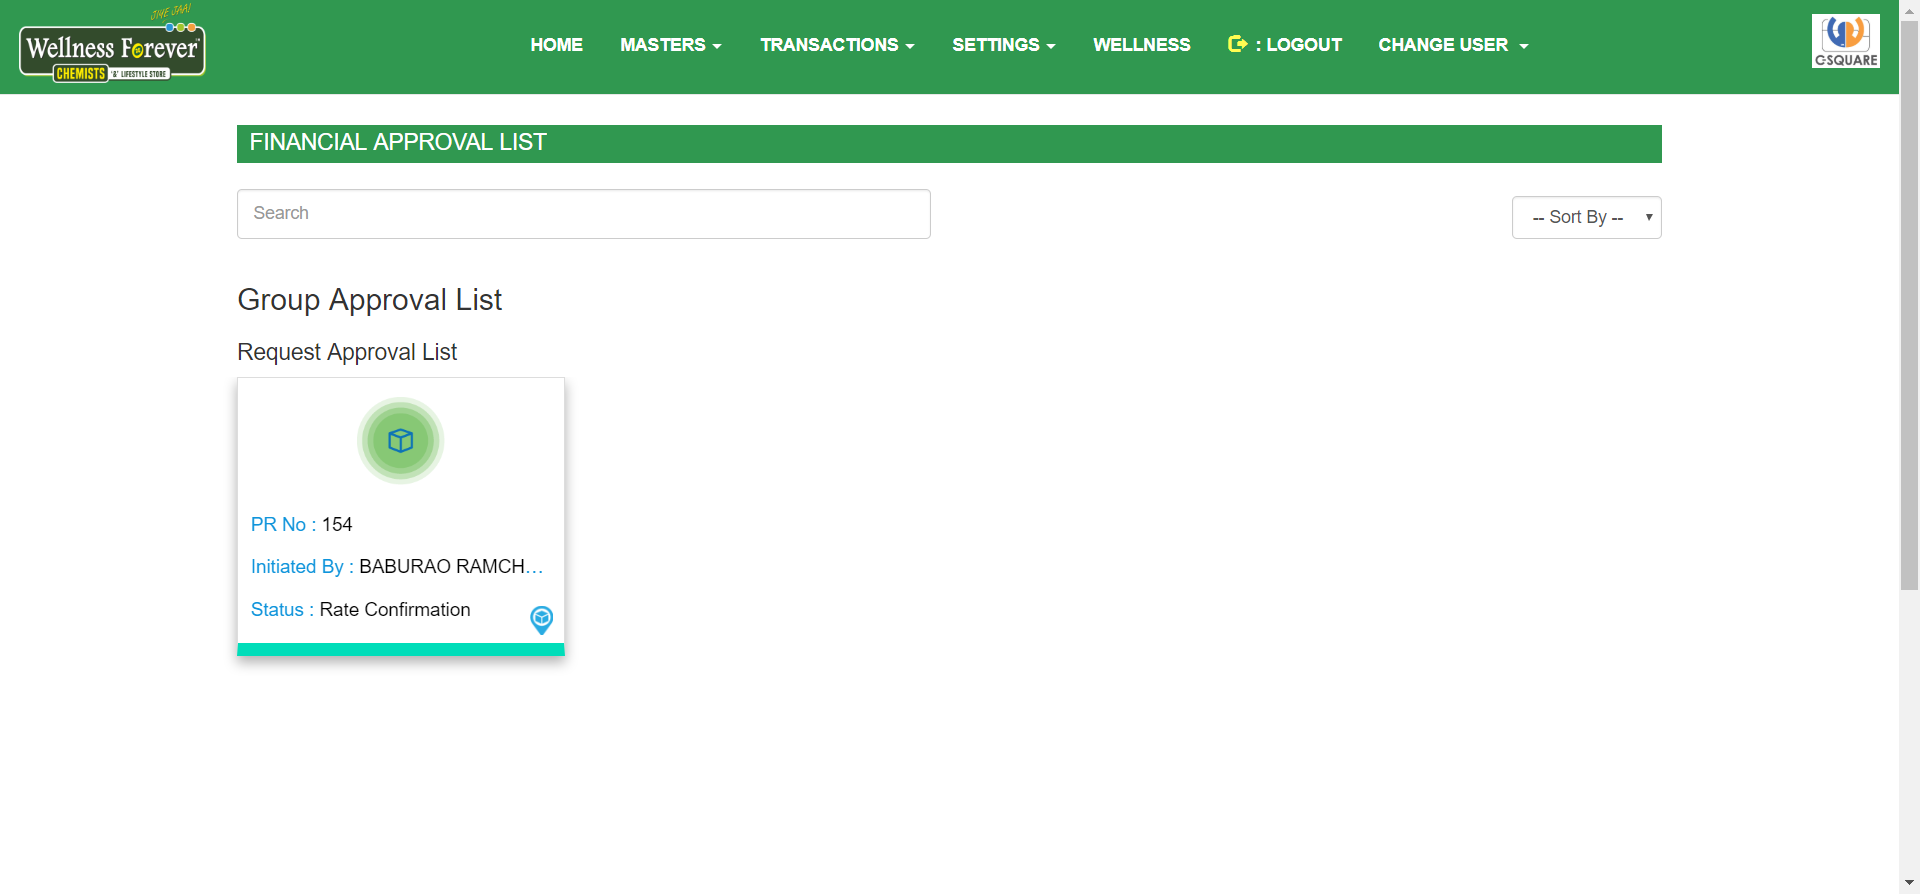 JIYE JAAI
Wellness Forever
CHEMISTS '&' LIFESTYLE STORE
HOME
MASTERS
TRANSACTIONS
SETTINGS
WELLNESS
: LOGOUT
CHANGE USER
C-SQUARE
FINANCIAL APPROVAL LIST
Search
-- Sort By --
Group Approval List
Request Approval List
PR No : 154
Initiated By : BABURAO RAMCH...
Status : Rate Confirmation